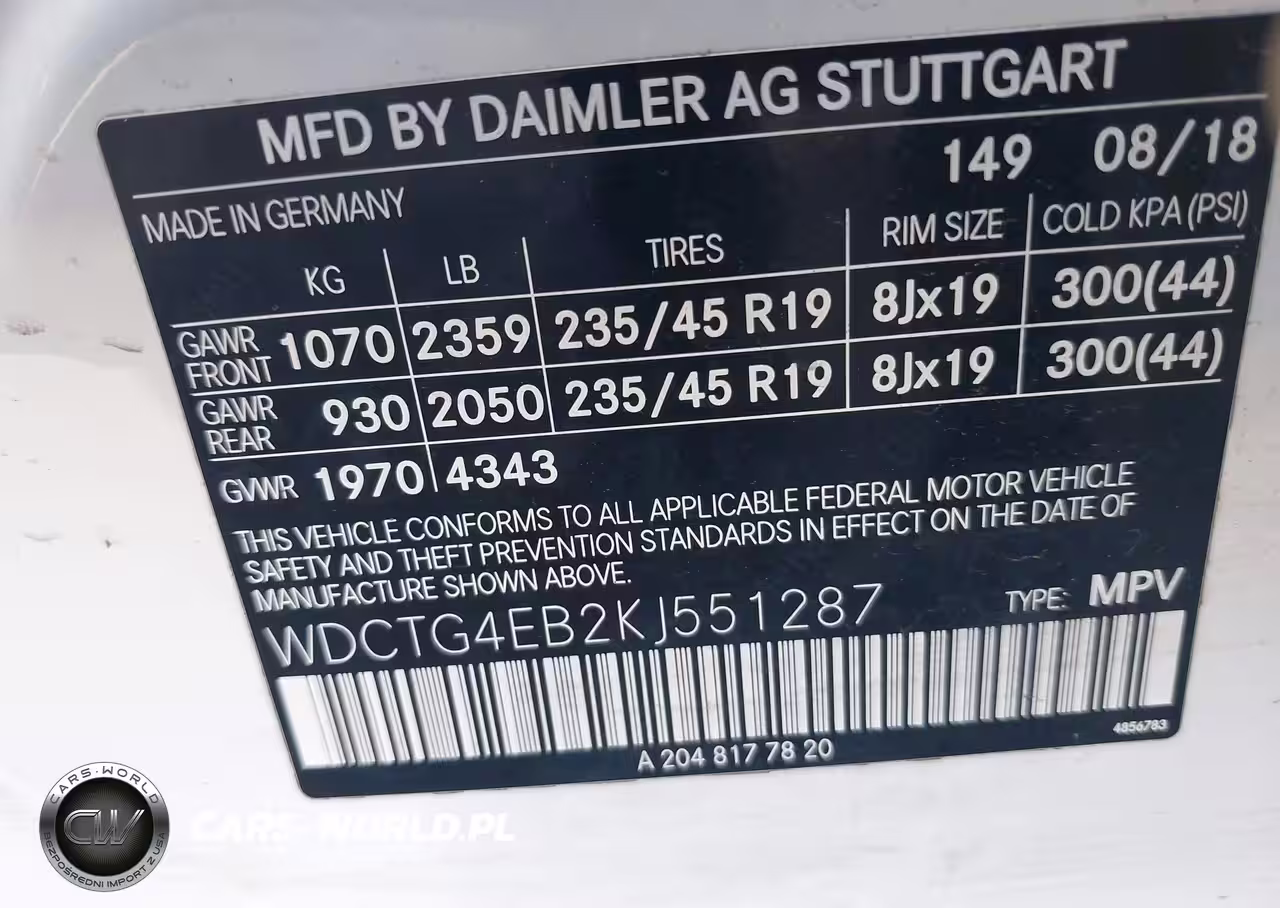 MFD BY DAIMLER AG STUTTGART
149 08/18
MADE IN GERMANY
KG LB TIRES RIM SIZE COLD KPA (PSI)
GAWR FRONT 1070 2359 235/45 R19 8Jx19 300(44)
GAWR REAR 930 2050 235/45 R19 8Jx19 300(44)
GVWR 1970 4343
THIS VEHICLE CONFORMS TO ALL APPLICABLE FEDERAL MOTOR VEHICLE
SAFETY AND THEFT PREVENTION STANDARDS IN EFFECT ON THE DATE OF
MANUFACTURE SHOWN ABOVE.
WDCTG4EB2KJ551287 TYPE: MPV
4856783
A 204 817 78 20
CARS-WORLD
CW
BEZPOŚREDNI IMPORT Z USA
CARS-WORLD.PL